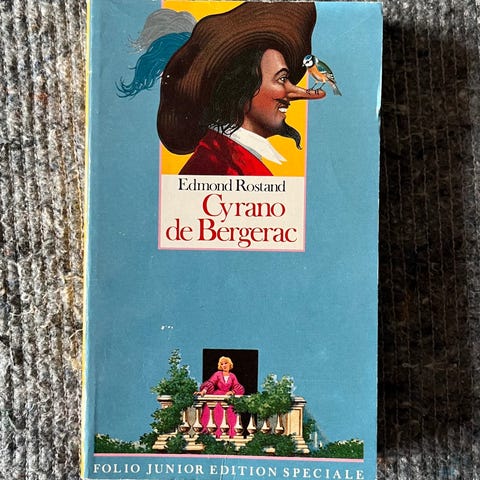 Edmond Rostand
Cyrano
de Bergerac
FOLIO JUNIOR EDITION SPECIALE